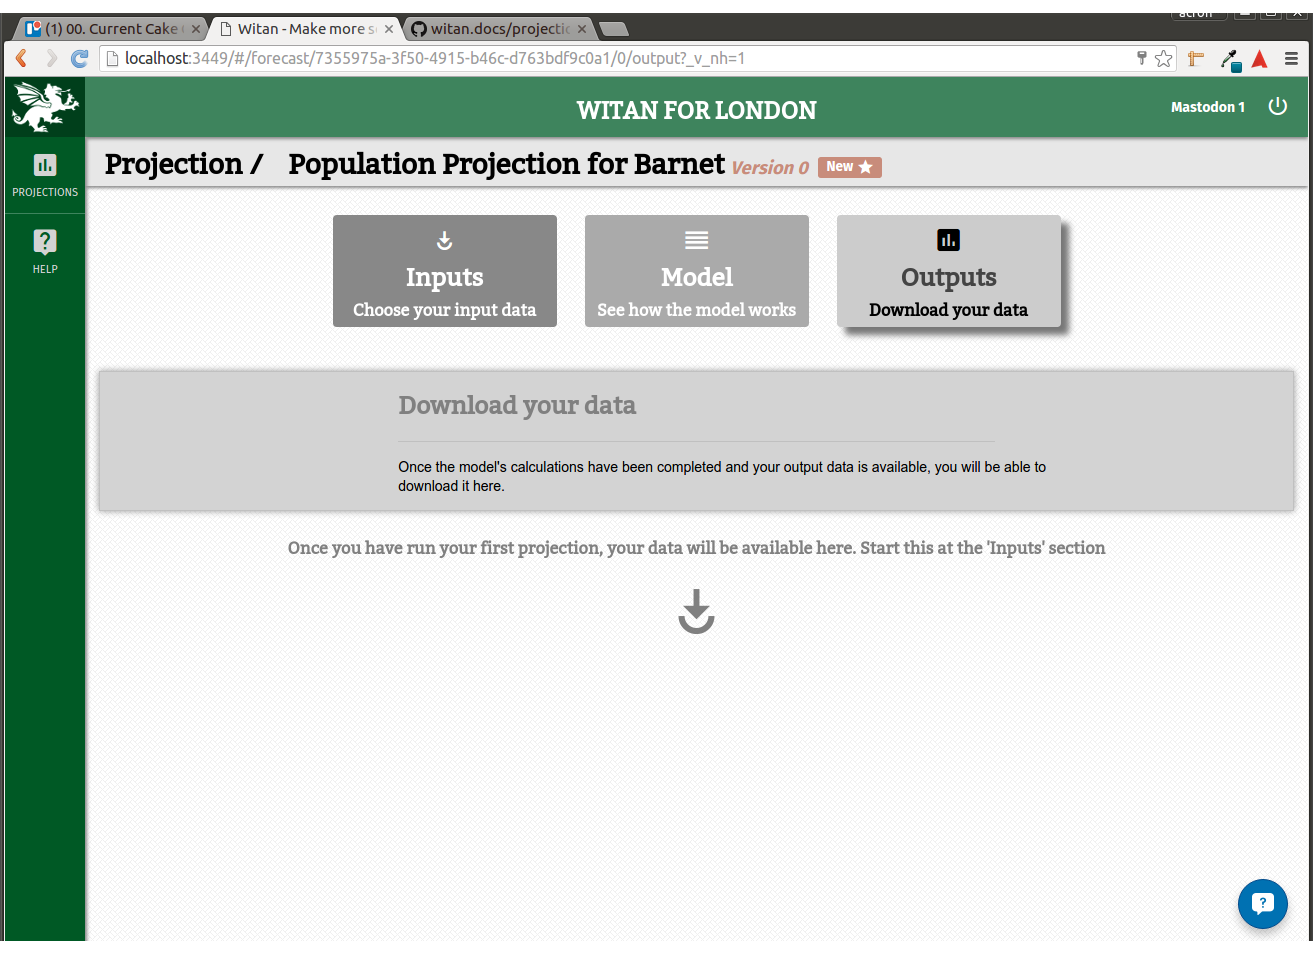 acron
(1) 00. Current Cake
Witan - Make more s
witan.docs/projectio
localhost:3449/#/forecast/7355975a-3f50-4915-b46c-d763bdf9c0a1/0/output?_v_nh=1
WITAN FOR LONDON
Mastodon 1
PROJECTIONS
HELP
Projection / Population Projection for Barnet Version 0 New
Inputs
Choose your input data
Model
See how the model works
Outputs
Download your data
Download your data
Once the model's calculations have been completed and your output data is available, you will be able to
download it here.
Once you have run your first projection, your data will be available here. Start this at the 'Inputs' section